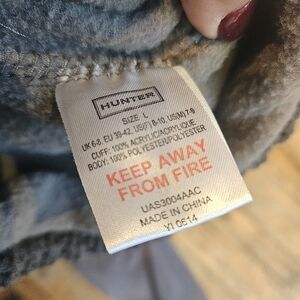 HUNTER
SIZE L
UK 6-8, EU 39-42, US(F) 8-10, US(M) 7-9
CUFF: 100% ACRYLIC/ACRYLIQUE
BODY: 100% POLYESTER/POLYESTER
KEEP AWAY
FROM FIRE
UAS3004AAC
MADE IN CHINA
YI 0614